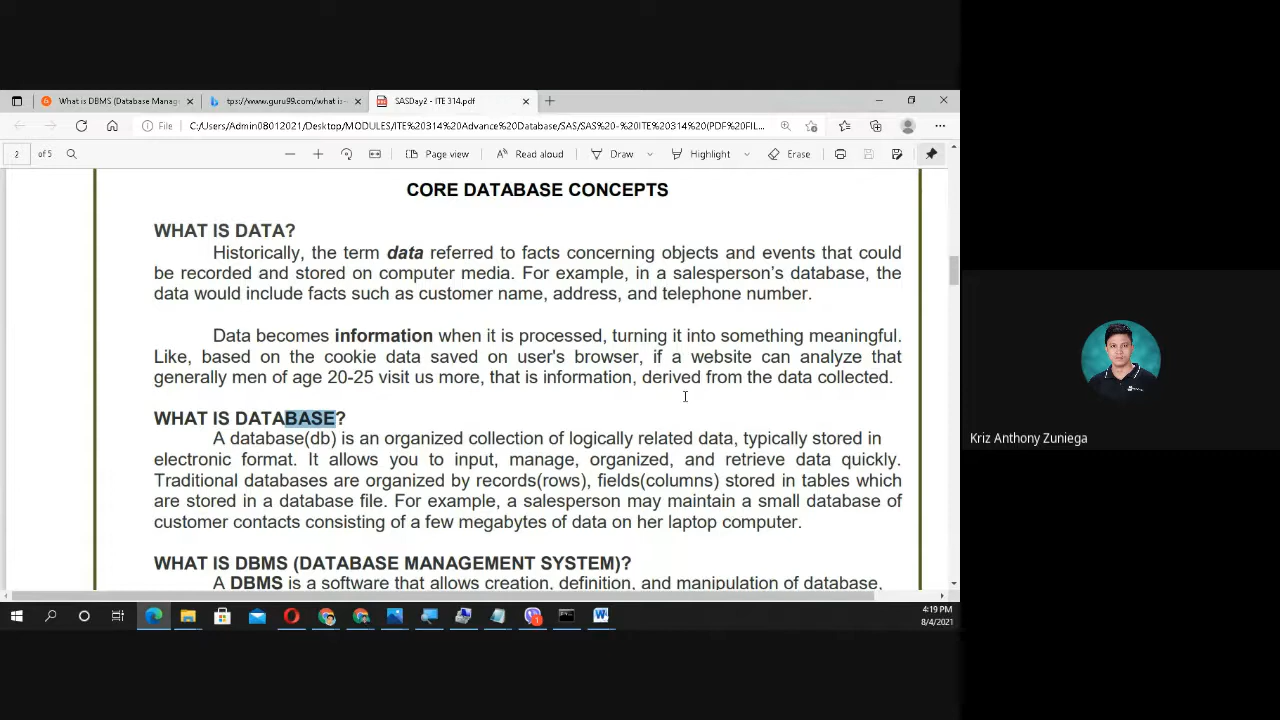 What is DBMS (Database Manag
tps://www.guru99.com/what is-
SASDay2 - ITE 314.pdf
File
C:/Users/Admin08012021/Desktop/MODULES/ITE%20314%20Advance%20Database/SAS/SAS%20-%20ITE%20314%20(PDF%20FIL...
2
of 5
Page view
Read aloud
Draw
Highlight
Erase
CORE DATABASE CONCEPTS
WHAT IS DATA?
Historically, the term data referred to facts concerning objects and events that could
be recorded and stored on computer media. For example, in a salesperson's database, the
data would include facts such as customer name, address, and telephone number.
Data becomes information when it is processed, turning it into something meaningful.
Like, based on the cookie data saved on user's browser, if a website can analyze that
generally men of age 20-25 visit us more, that is information, derived from the data collected.
WHAT IS DATABASE?
A database(db) is an organized collection of logically related data, typically stored in
electronic format. It allows you to input, manage, organized, and retrieve data quickly.
Traditional databases are organized by records(rows), fields(columns) stored in tables which
are stored in a database file. For example, a salesperson may maintain a small database of
customer contacts consisting of a few megabytes of data on her laptop computer.
WHAT IS DBMS (DATABASE MANAGEMENT SYSTEM)?
A DBMS is a software that allows creation, definition, and manipulation of database,
Kriz Anthony Zuniega
4:19 PM
8/4/2021